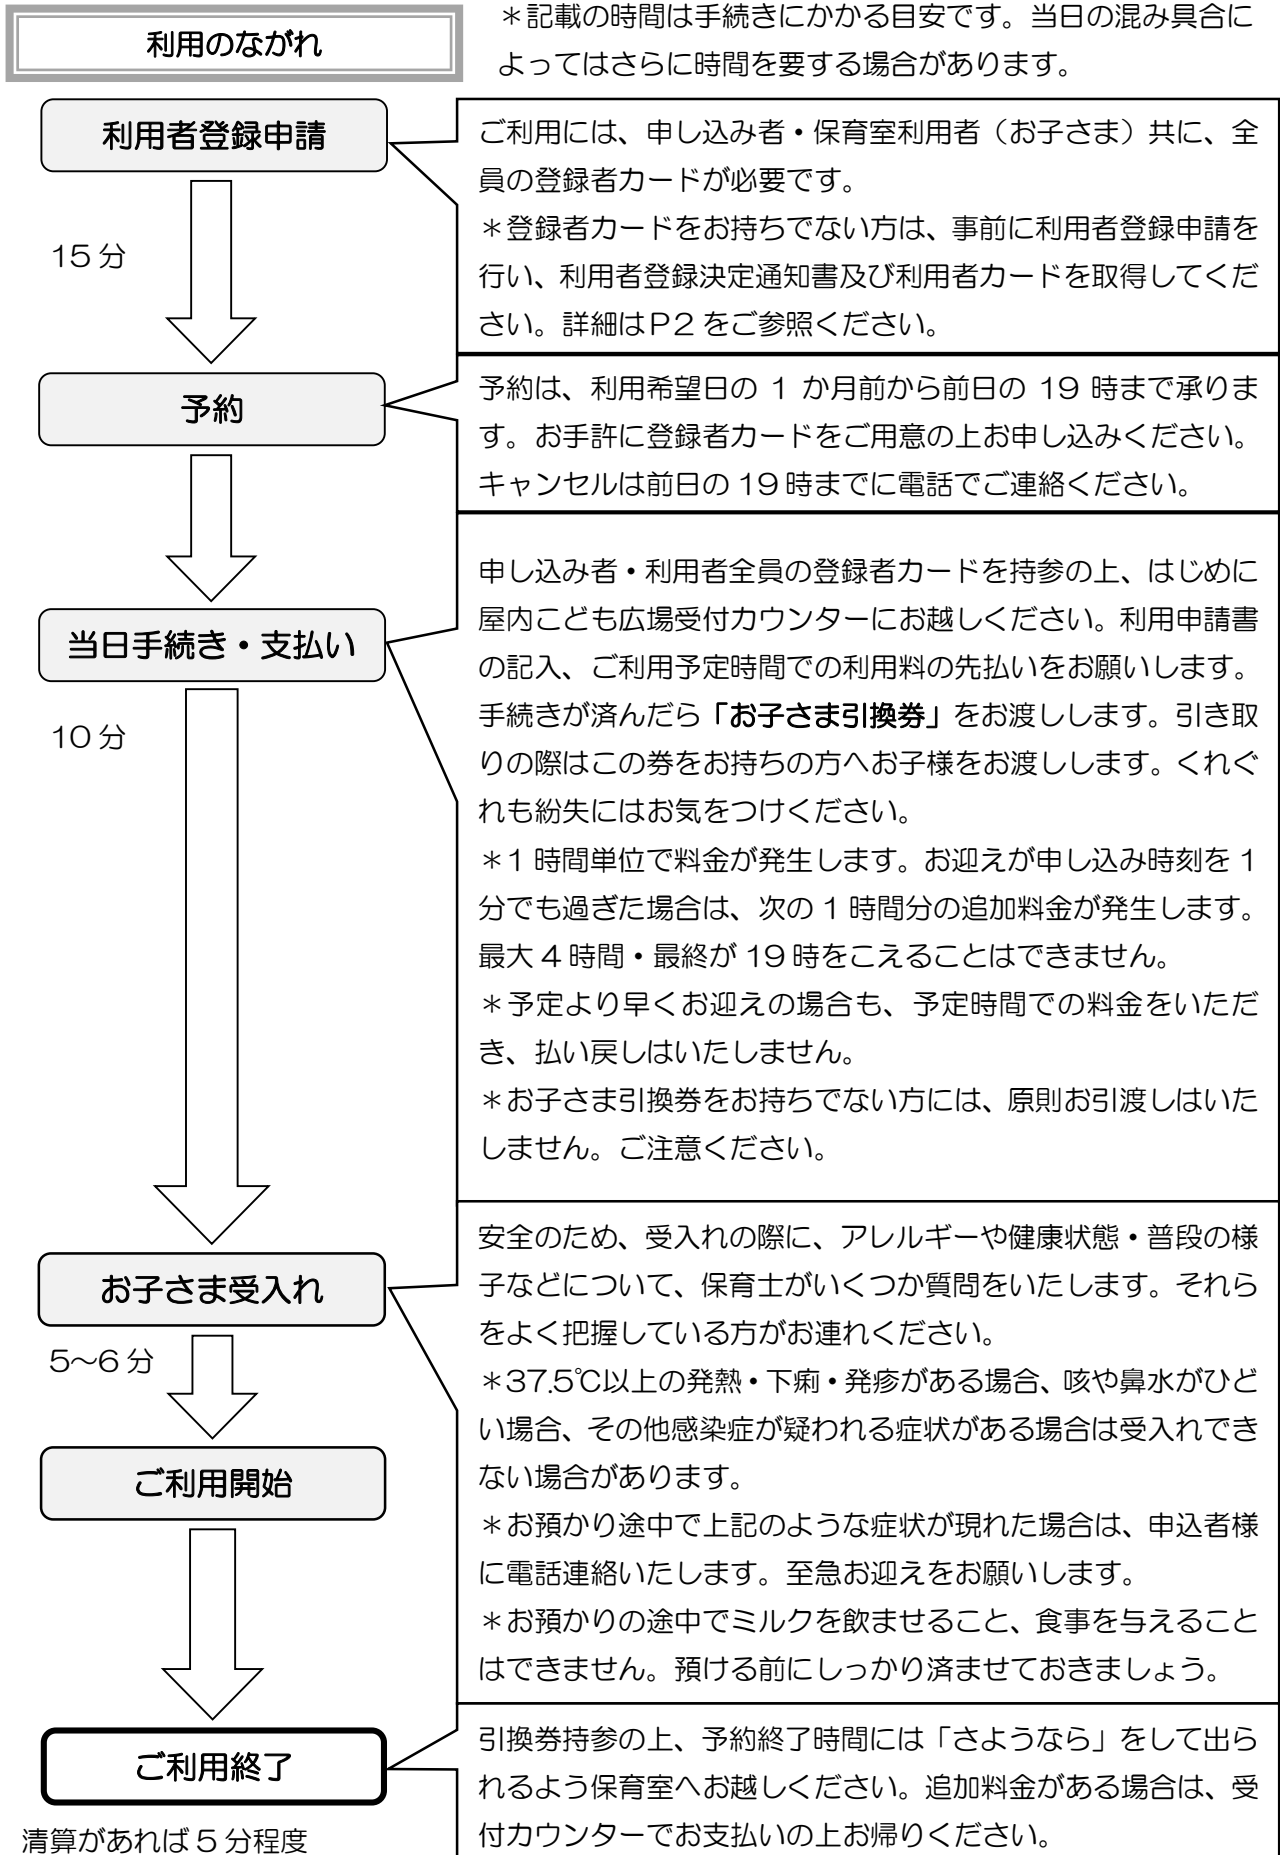 利用のながれ
＊記載の時間は手続きにかかる目安です。当日の混み具合に
よってはさらに時間を要する場合があります。
利用者登録申請
15 分
ご利用には、申し込み者・保育室利用者（お子さま）共に、全
員の登録者カードが必要です。
＊登録者カードをお持ちでない方は、事前に利用者登録申請を
行い、利用者登録決定通知書及び利用者カードを取得してくだ
さい。詳細はP2 をご参照ください。
予約
予約は、利用希望日の 1 か月前から前日の 19 時まで承りま
す。お手許に登録者カードをご用意の上お申し込みください。
キャンセルは前日の 19 時までに電話でご連絡ください。
当日手続き・支払い
10 分
申し込み者・利用者全員の登録者カードを持参の上、はじめに
屋内こども広場受付カウンターにお越しください。利用申請書
の記入、ご利用予定時間での利用料の先払いをお願いします。
手続きが済んだら「お子さま引換券」をお渡しします。引き取
りの際はこの券をお持ちの方へお子様をお渡しします。くれぐ
れも紛失にはお気をつけください。
＊1 時間単位で料金が発生します。お迎えが申し込み時刻を 1
分でも過ぎた場合は、次の 1 時間分の追加料金が発生します。
最大 4 時間・最終が 19 時をこえることはできません。
＊予定より早くお迎えの場合も、予定時間での料金をいただ
き、払い戻しはいたしません。
＊お子さま引換券をお持ちでない方には、原則お引渡しはいた
しません。ご注意ください。
お子さま受入れ
5～6 分
ご利用開始
安全のため、受入れの際に、アレルギーや健康状態・普段の様
子などについて、保育士がいくつか質問をいたします。それら
をよく把握している方がお連れください。
＊37.5℃以上の発熱・下痢・発疹がある場合、咳や鼻水がひど
い場合、その他感染症が疑われる症状がある場合は受入れでき
ない場合があります。
＊お預かり途中で上記のような症状が現れた場合は、申込者様
に電話連絡いたします。至急お迎えをお願いします。
＊お預かりの途中でミルクを飲ませること、食事を与えること
はできません。預ける前にしっかり済ませておきましょう。
ご利用終了
清算があれば 5 分程度
引換券持参の上、予約終了時間には「さようなら」をして出ら
れるよう保育室へお越しください。追加料金がある場合は、受
付カウンターでお支払いの上お帰りください。